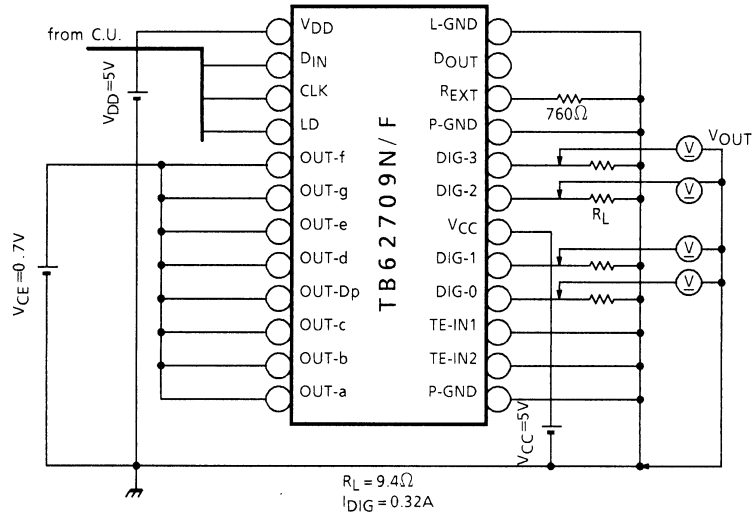 from C.U.
VDD=5V
VCE=0.7V
VDD
DIN
CLK
LD
OUT-f
OUT-g
OUT-e
OUT-d
OUT-Dp
OUT-c
OUT-b
OUT-a
TB62709N/F
L-GND
DOUT
REXT
P-GND
DIG-3
DIG-2
VCC
DIG-1
DIG-0
TE-IN1
TE-IN2
P-GND
760Ω
RL
VOUT
V
V
V
V
VCC=5V
RL=9.4Ω
IDIG=0.32A